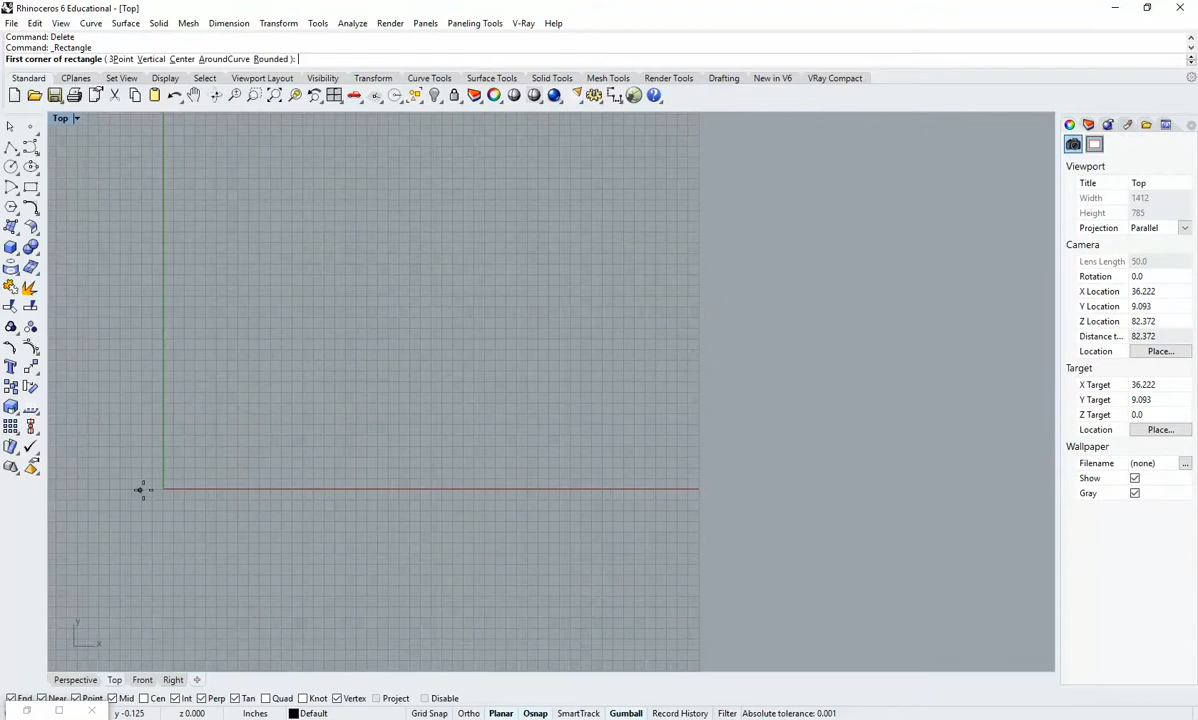 Rhinoceros 6 Educational - [Top]
File Edit View Curve Surface Solid Mesh Dimension Transform Tools Analyze Render Panels Paneling Tools V-Ray Help
Command: Delete
Command: _Rectangle
First corner of rectangle ( 3Point Vertical Center AroundCurve Rounded ):
Standard CPlanes Set View Display Select Viewport Layout Visibility Transform Curve Tools Surface Tools Solid Tools Mesh Tools Render Tools Drafting New in V6 VRay Compact
Top
Viewport
Title Top
Width 1412
Height 785
Projection Parallel
Camera
Lens Length 50.0
Rotation 0.0
X Location 36.222
Y Location 9.093
Z Location 82.372
Distance t... 82.372
Location Place...
Target
X Target 36.222
Y Target 9.093
Z Target 0.0
Location Place...
Wallpaper
Filename (none) ...
Show
Gray
y
x
Perspective Top Front Right
End Near Point Mid Cen Int Perp Tan Quad Knot Vertex Project Disable
y -0.125 z 0.000 Inches Default Grid Snap Ortho Planar Osnap SmartTrack Gumball Record History Filter Absolute tolerance: 0.001